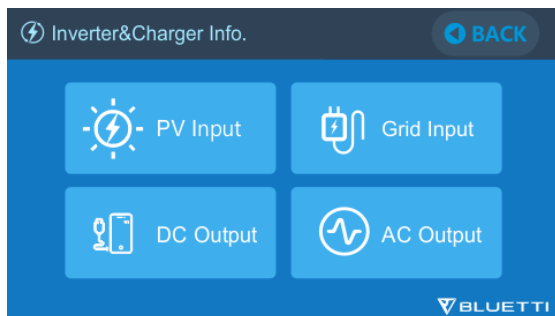 Inverter&Charger Info.
BACK
PV Input
Grid Input
DC Output
AC Output
BLUETTI